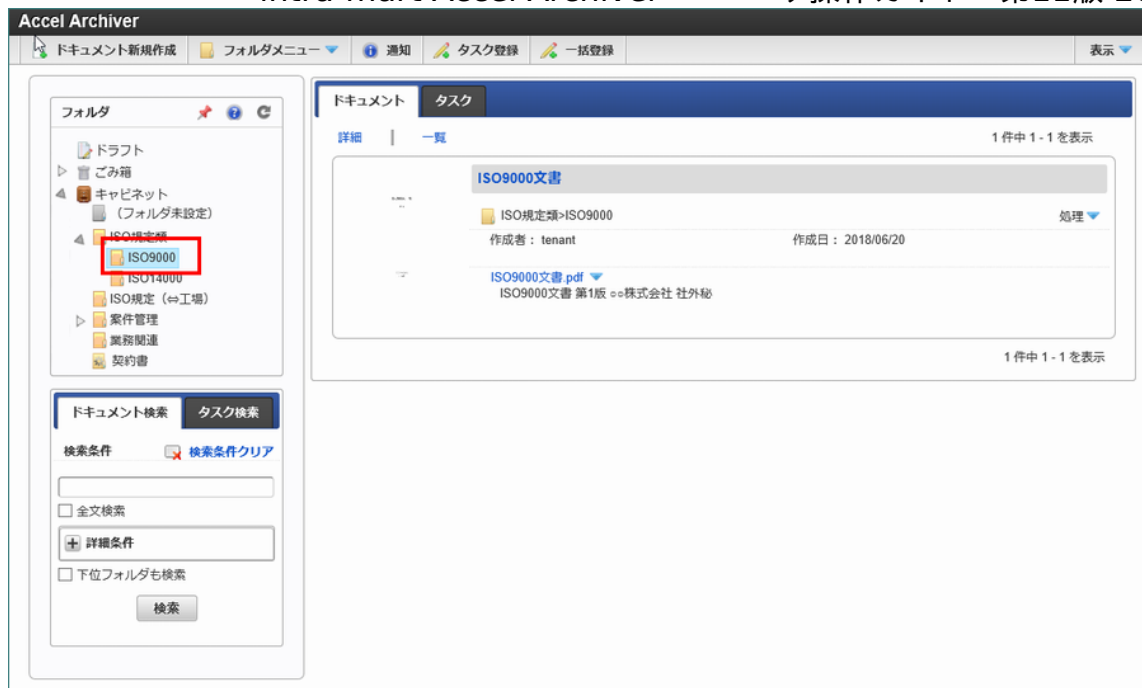 Accel Archiver
ドキュメント新規作成 フォルダメニュー 通知 タスク登録 一括登録 表示
フォルダ
ドラフト
ごみ箱
キャビネット
（フォルダ未設定）
ISO規定類
ISO9000
ISO14000
ISO規定（⇔工場）
案件管理
業務関連
契約書
ドキュメント検索 タスク検索
検索条件 検索条件クリア
全文検索
詳細条件
下位フォルダも検索
検索
ドキュメント タスク
詳細 | 一覧 1 件中 1 - 1 を表示
ISO9000文書
ISO規定類>ISO9000 処理
作成者： tenant 作成日： 2018/06/20
ISO9000文書.pdf
ISO9000文書 第1版 ○○株式会社 社外秘
1 件中 1 - 1 を表示